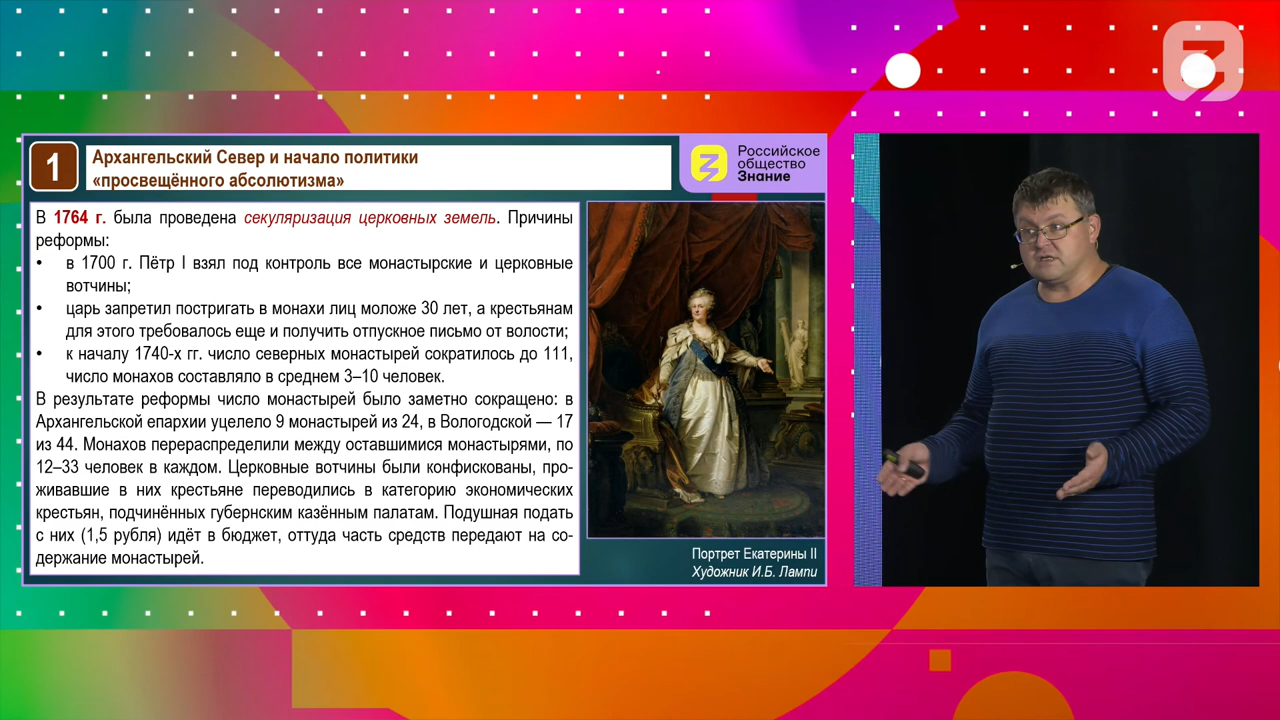 1
Архангельский Север и начало политики
«просвещённого абсолютизма»
Российское
общество
Знание
В 1764 г. была проведена секуляризация церковных земель. Причины
реформы:
• в 1700 г. Пётр I взял под контроль все монастырские и церковные
вотчины;
• царь запретил постригать в монахи лиц моложе 30 лет, а крестьянам
для этого требовалось еще и получить отпускное письмо от волости;
• к началу 1740-х гг. число северных монастырей сократилось до 111,
число монахов составляло в среднем 3–10 человек.
В результате реформы число монастырей было заметно сокращено: в
Архангельской епархии уцелело 9 монастырей из 24, в Вологодской — 17
из 44. Монахов перераспределили между оставшимися монастырями, по
12–33 человек в каждом. Церковные вотчины были конфискованы, про-
живавшие в них крестьяне переводились в категорию экономических
крестьян, подчиненных губернским казённым палатам. Подушная подать
с них (1,5 рубля) идёт в бюджет, оттуда часть средств передают на со-
держание монастырей.
Портрет Екатерины II
Художник И.Б. Лампи